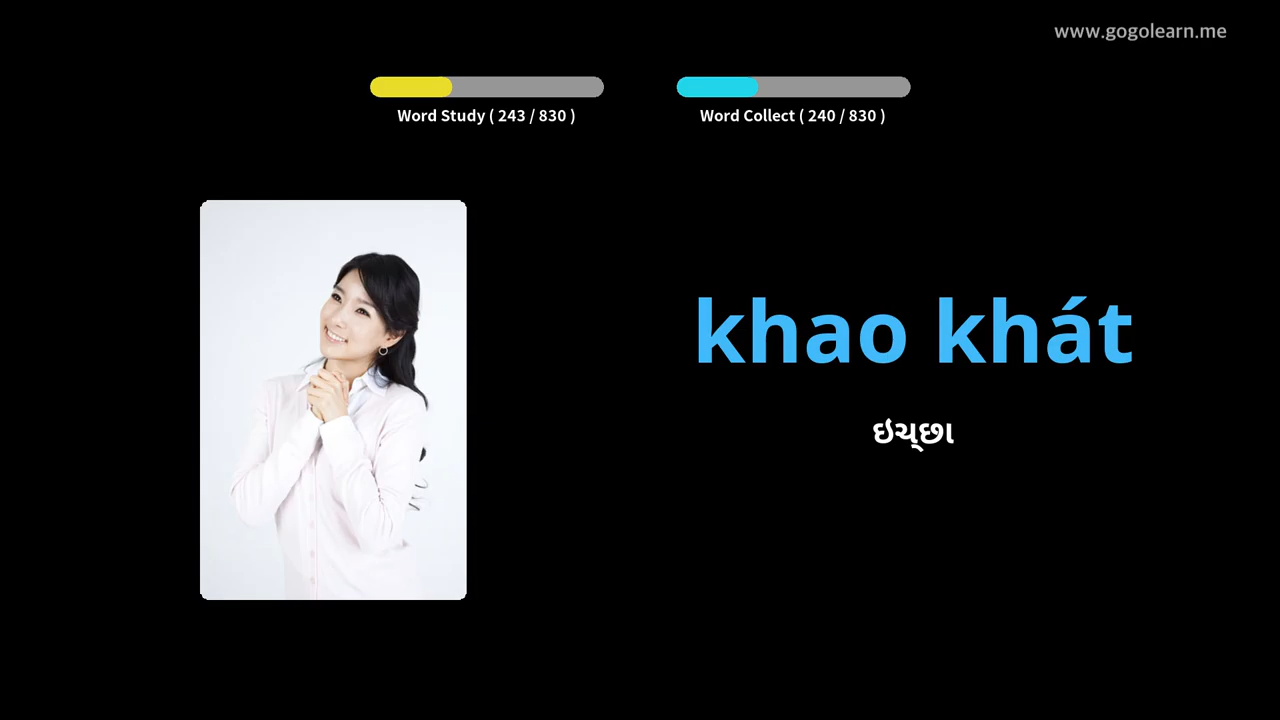 www.gogolearn.me
Word Study ( 243 / 830 )
Word Collect ( 240 / 830 )
khao khát
ઇચ્છા